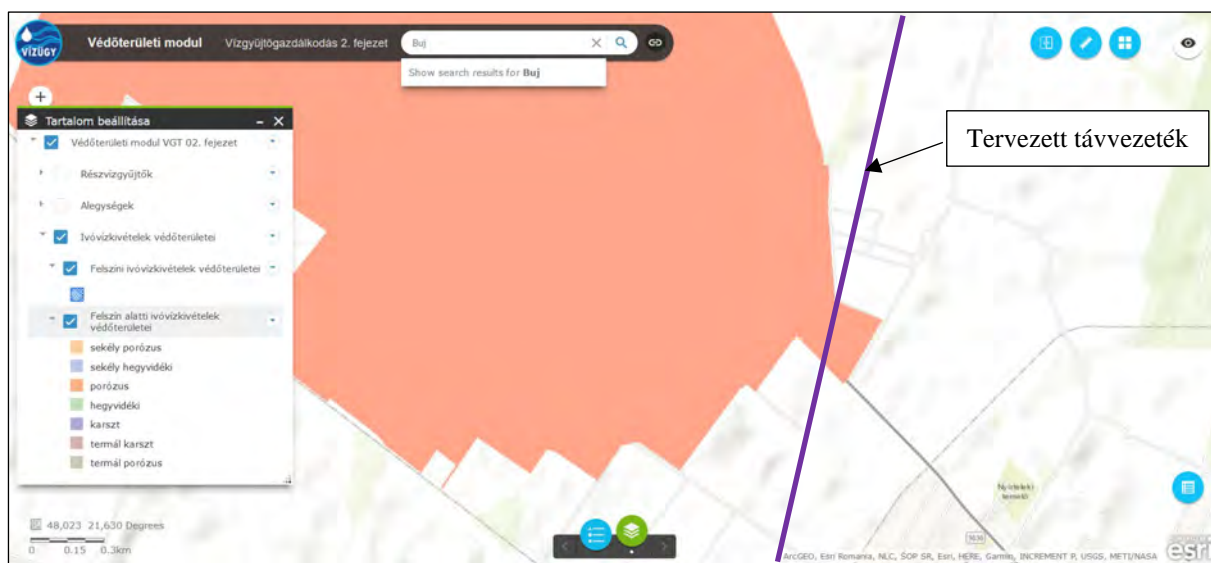 VÍZÜGY
Védőterületi modul
Vízgyűjtőgazdálkodás 2. fejezet
Buj
Show search results for Buj
Tervezett távvezeték
Tartalom beállítása
Védőterületi modul VGT 02. fejezet
Részvízgyűjtők
Alegységek
Ivóvízkivételek védőterületei
Felszíni ivóvízkivételek védőterületei
Felszín alatti ivóvízkivételek
védőterületei
sekély porózus
sekély hegyvidéki
porózus
hegyvidéki
karszt
termál karszt
termál porózus
Nyírteleki
temető
48,023 21,630 Degrees
0 0.15 0.3km
ArcGEO, Esri Romania, NLC, ŠOP SR, Esri, HERE, Garmin, INCREMENT P, USGS, METI/NASA
esri